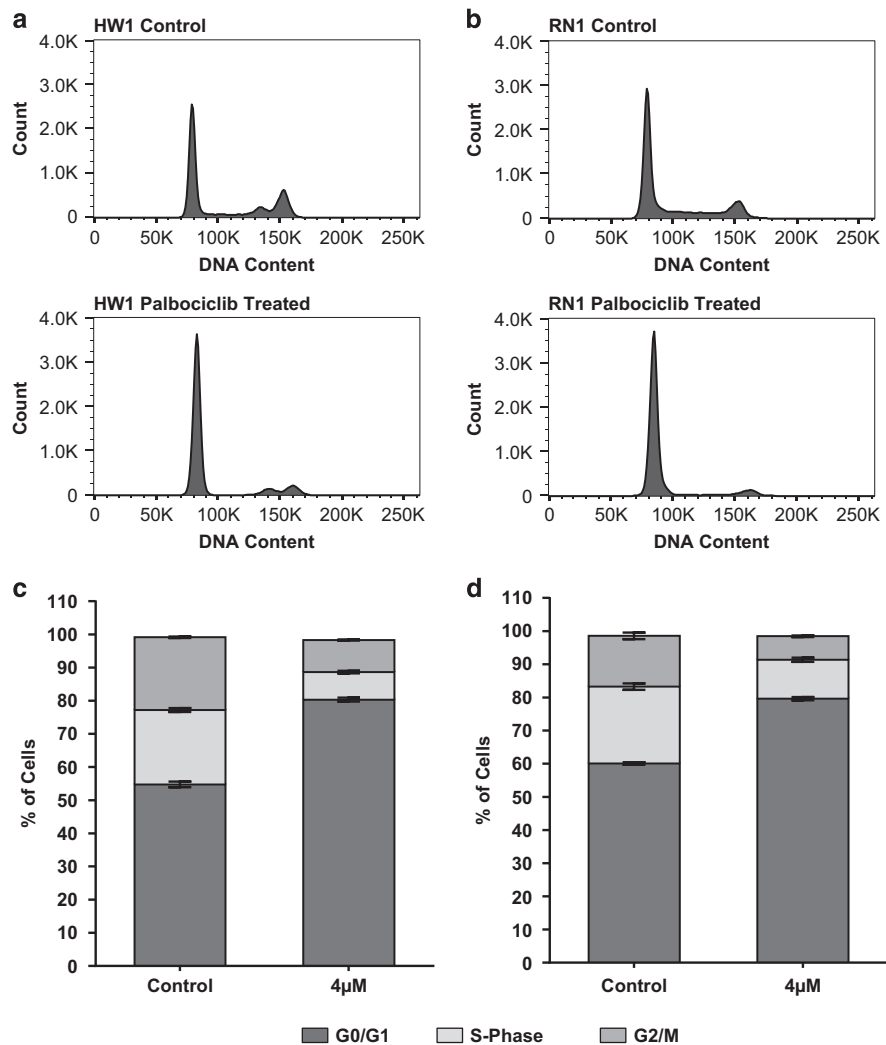 a
HW1 Control
4.0K
3.0K
2.0K
1.0K
0
Count
0 50K 100K 150K 200K 250K
DNA Content
HW1 Palbociclib Treated
4.0K
3.0K
2.0K
1.0K
0
Count
0 50K 100K 150K 200K 250K
DNA Content
b
RN1 Control
4.0K
3.0K
2.0K
1.0K
0
Count
0 50K 100K 150K 200K 250K
DNA Content
RN1 Palbociclib Treated
4.0K
3.0K
2.0K
1.0K
0
Count
0 50K 100K 150K 200K 250K
DNA Content
c
110
100
90
80
70
60
50
40
30
20
10
0
% of Cells
Control 4µM
d
110
100
90
80
70
60
50
40
30
20
10
0
% of Cells
Control 4µM
G0/G1 S-Phase G2/M